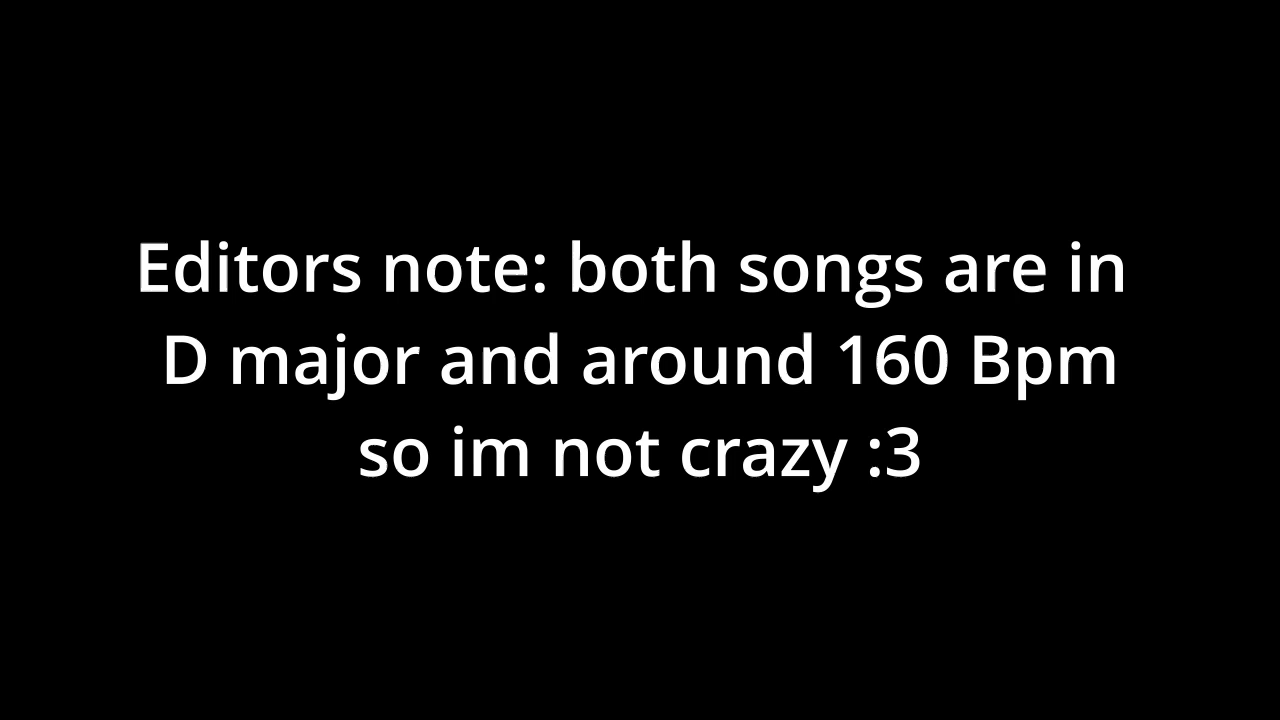 Editors note: both songs are in
D major and around 160 Bpm
so im not crazy :3